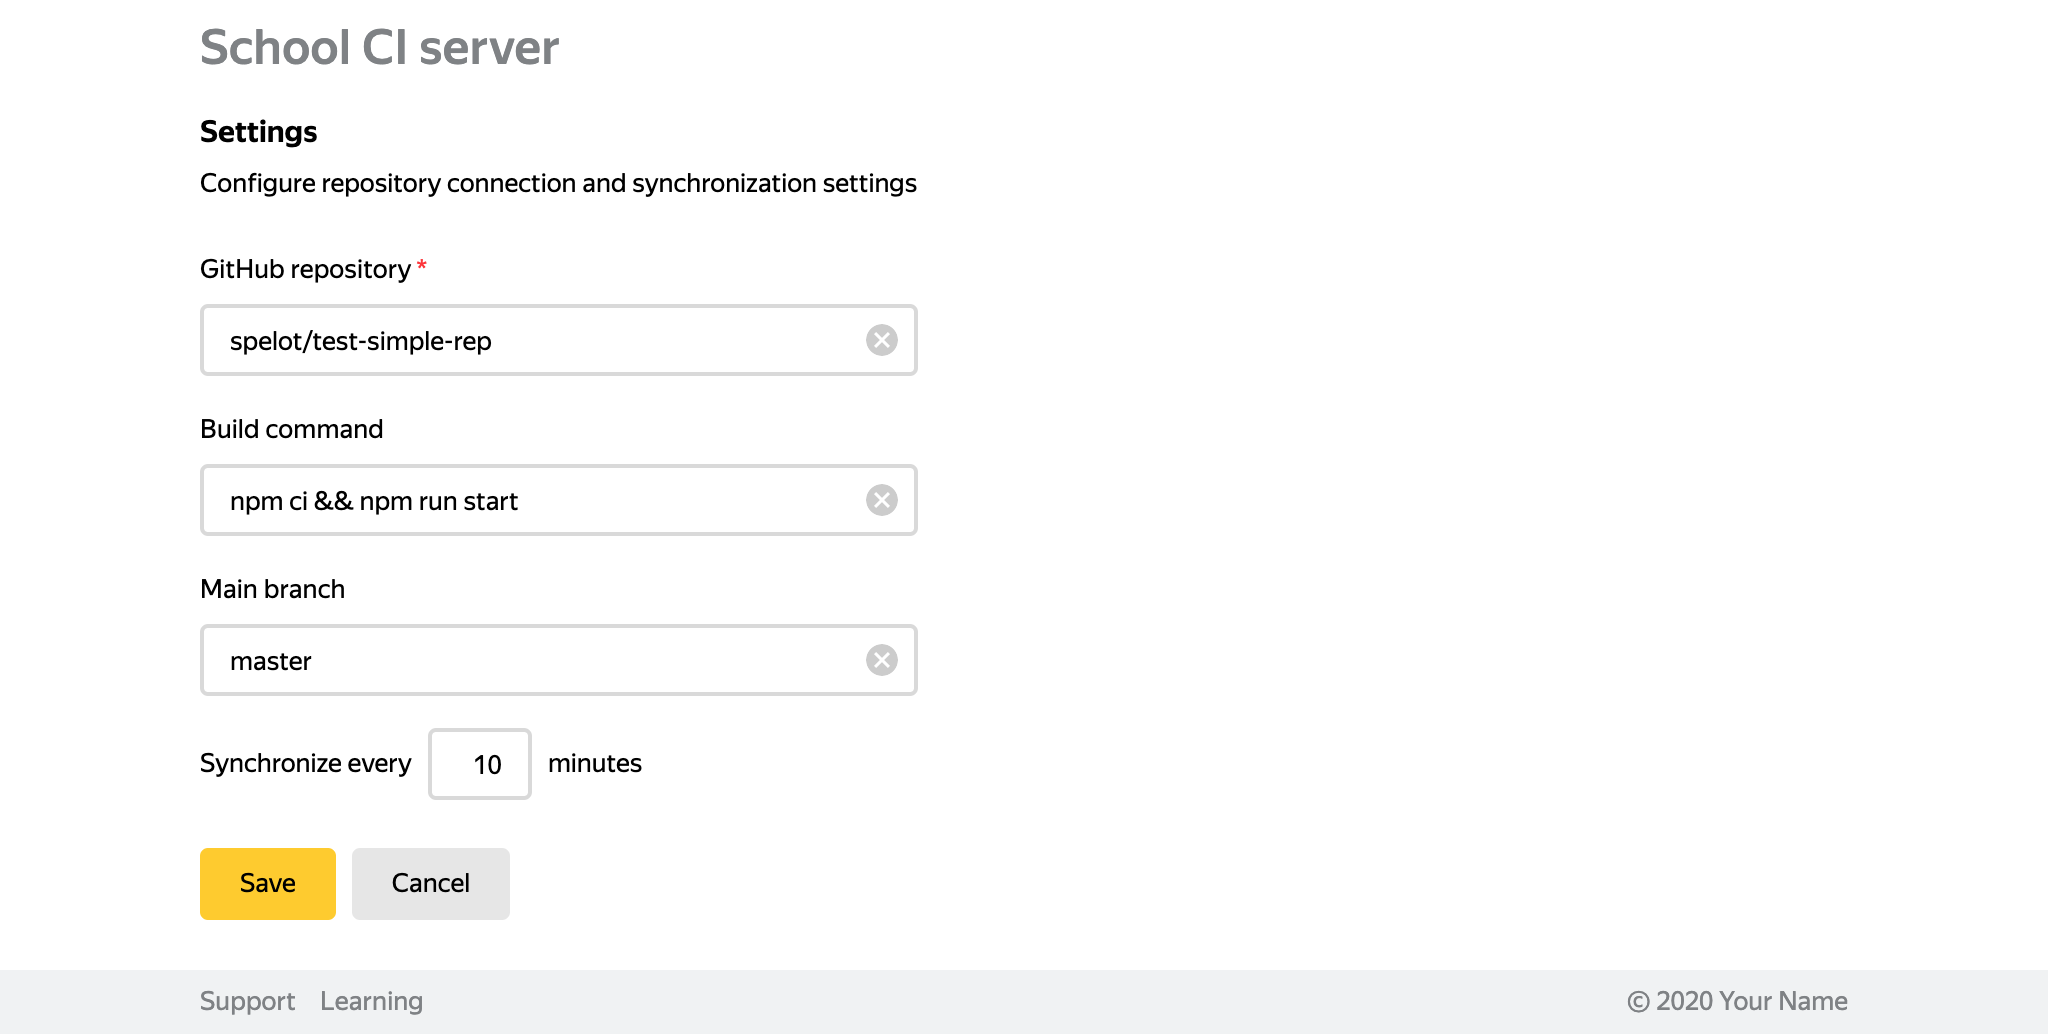 School CI server
Settings
Configure repository connection and synchronization settings
GitHub repository *
spelot/test-simple-rep
Build command
npm ci && npm run start
Main branch
master
Synchronize every 10 minutes
Save Cancel
Support Learning © 2020 Your Name